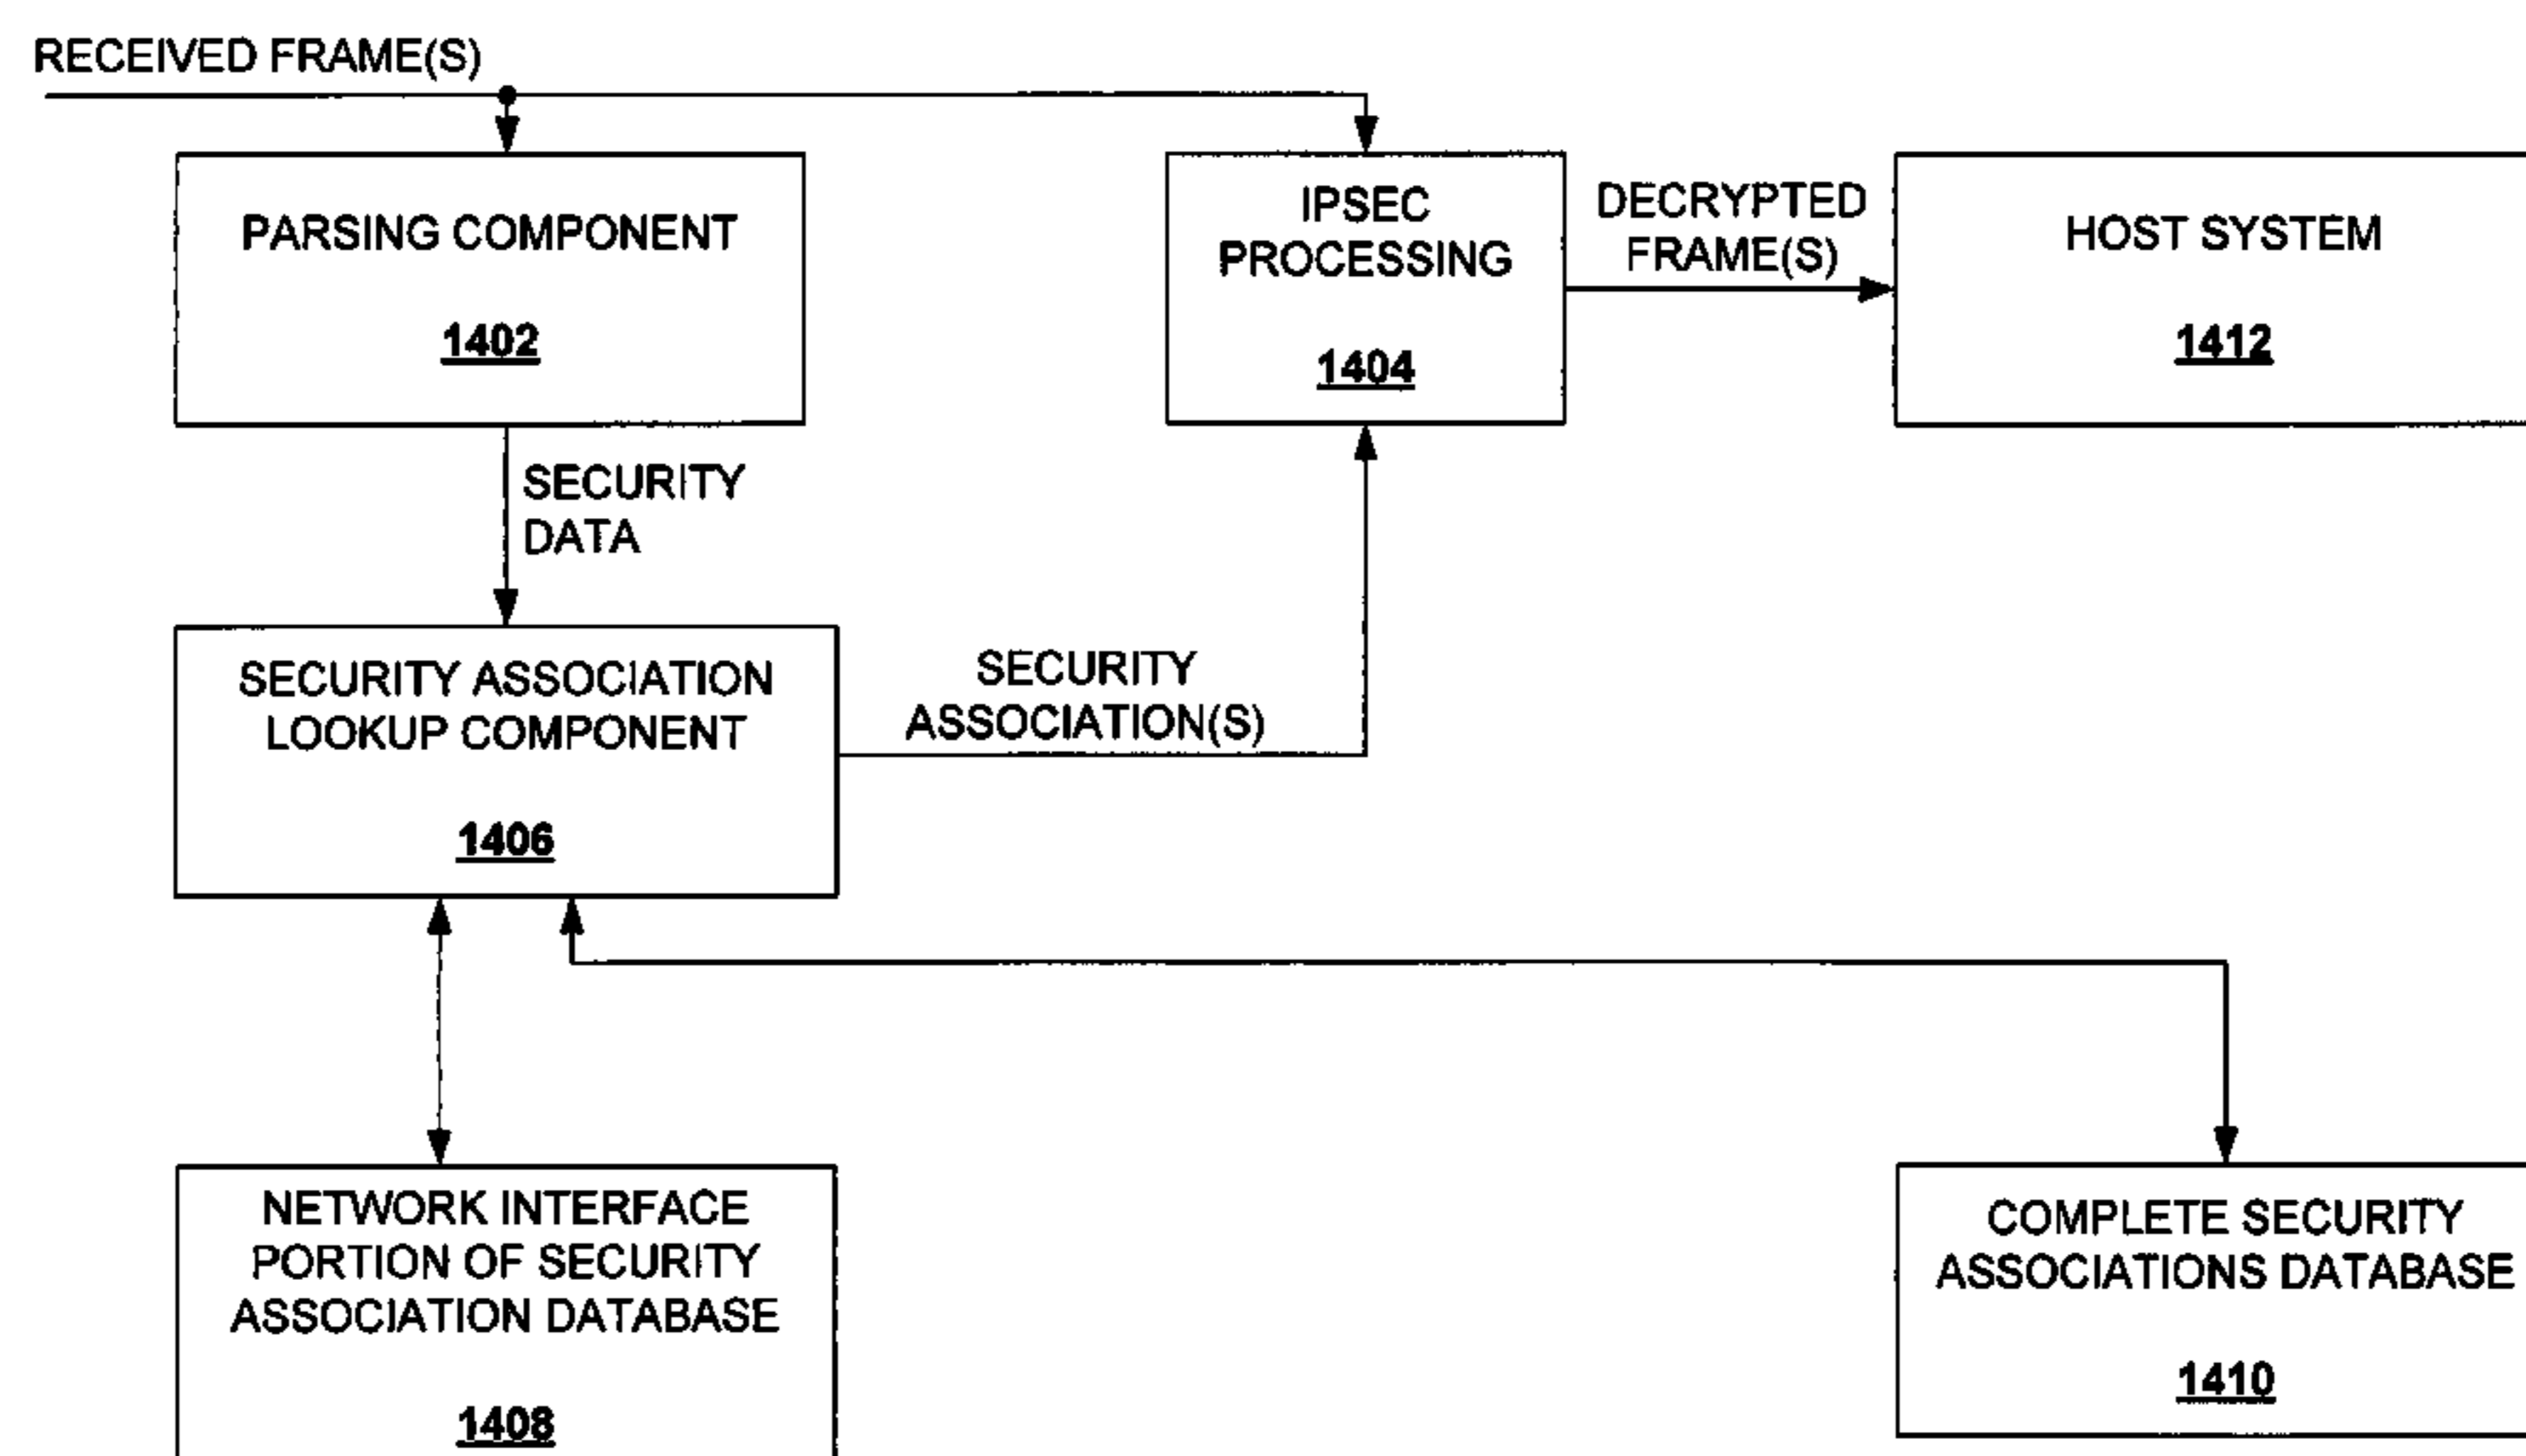 RECEIVED FRAME(S)
PARSING COMPONENT
1402
IPSEC
PROCESSING
1404
DECRYPTED
FRAME(S)
HOST SYSTEM
1412
SECURITY
DATA
SECURITY ASSOCIATION
LOOKUP COMPONENT
1406
SECURITY
ASSOCIATION(S)
NETWORK INTERFACE
PORTION OF SECURITY
ASSOCIATION DATABASE
1408
COMPLETE SECURITY
ASSOCIATIONS DATABASE
1410